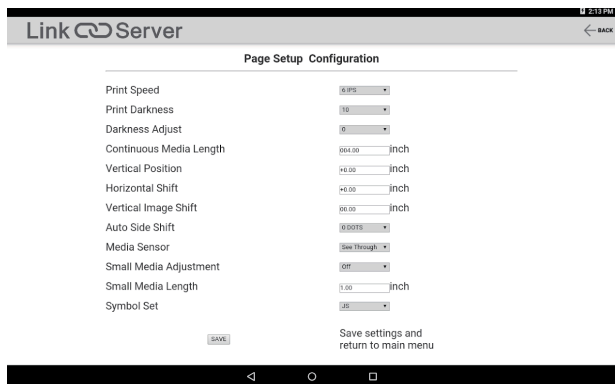 2:13 PM
Link Server
BACK
Page Setup Configuration
Print Speed 6 IPS
Print Darkness 10
Darkness Adjust 0
Continuous Media Length 004.00 inch
Vertical Position +0.00 inch
Horizontal Shift +0.00 inch
Vertical Image Shift 00.00 inch
Auto Side Shift 0 DOTS
Media Sensor See Through
Small Media Adjustment Off
Small Media Length 1.00 inch
Symbol Set JS
SAVE Save settings and
return to main menu